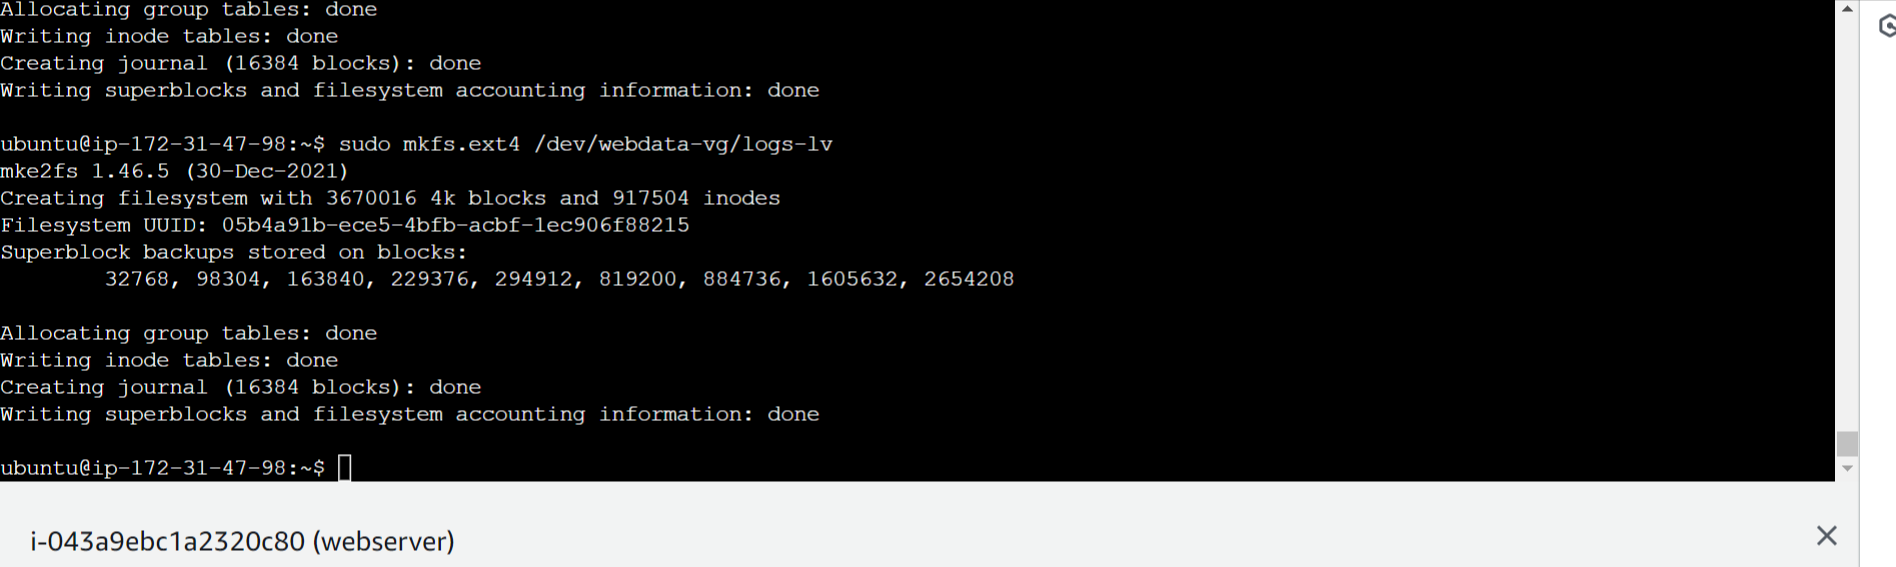 Allocating group tables: done
Writing inode tables: done
Creating journal (16384 blocks): done
Writing superblocks and filesystem accounting information: done
ubuntu@ip-172-31-47-98:~$ sudo mkfs.ext4 /dev/webdata-vg/logs-lv
mke2fs 1.46.5 (30-Dec-2021)
Creating filesystem with 3670016 4k blocks and 917504 inodes
Filesystem UUID: 05b4a91b-ece5-4bfb-acbf-1ec906f88215
Superblock backups stored on blocks:
32768, 98304, 163840, 229376, 294912, 819200, 884736, 1605632, 2654208
Allocating group tables: done
Writing inode tables: done
Creating journal (16384 blocks): done
Writing superblocks and filesystem accounting information: done
ubuntu@ip-172-31-47-98:~$
i-043a9ebc1a2320c80 (webserver)